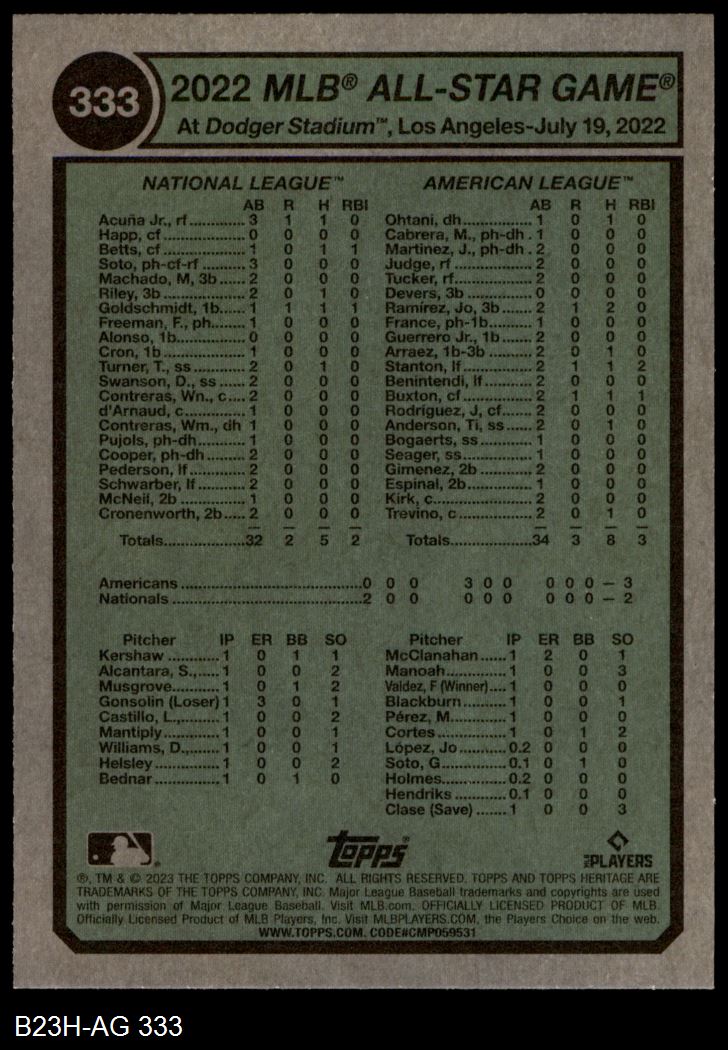 333
2022 MLB® ALL-STAR GAME®
At Dodger Stadium™, Los Angeles-July 19, 2022
NATIONAL LEAGUE™
AB R H RBI
Acuña Jr., rf.............3 1 1 0
Happ, cf...................0 0 0 0
Betts, cf...................1 0 1 1
Soto, ph-cf-rf..........3 0 0 0
Machado, M, 3b.....2 0 0 0
Riley, 3b..................2 0 1 0
Goldschmidt, 1b.....1 1 1 1
Freeman, F., ph......1 0 0 0
Alonso, 1b...............0 0 0 0
Cron, 1b..................1 0 0 0
Turner, T., ss...........2 0 1 0
Swanson, D., ss......2 0 0 0
Contreras, Wn., c....2 0 0 0
d'Arnaud, c..............1 0 0 0
Contreras, Wm., dh 1 0 0 0
Pujols, ph-dh...........1 0 0 0
Cooper, ph-dh.........2 0 0 0
Pederson, lf.............2 0 0 0
Schwarber, lf...........2 0 0 0
McNeil, 2b...............1 0 0 0
Cronenworth, 2b.....2 0 0 0
Totals....................32 2 5 2
AMERICAN LEAGUE™
AB R H RBI
Ohtani, dh.................1 0 1 0
Cabrera, M., ph-dh.1 0 0 0
Martinez, J., ph-dh.2 0 0 0
Judge, rf...................2 0 0 0
Tucker, rf..................2 0 0 0
Devers, 3b...............0 0 0 0
Ramírez, Jo, 3b.......2 1 2 0
France, ph-1b..........1 0 0 0
Guerrero Jr., 1b.......2 0 0 0
Arraez, 1b-3b..........2 0 1 0
Stanton, lf................2 1 1 2
Benintendi, lf...........2 0 0 0
Buxton, cf.................2 1 1 1
Rodríguez, J, cf.......2 0 0 0
Anderson, Ti, ss......2 0 1 0
Bogaerts, ss............1 0 0 0
Seager, ss................1 0 0 0
Gimenez, 2b............2 0 0 0
Espinal, 2b...............1 0 0 0
Kirk, c.......................2 0 0 0
Trevino, c.................2 0 1 0
Totals....................34 3 8 3
Americans..............................0 0 0 3 0 0 0 0 0 – 3
Nationals...............................2 0 0 0 0 0 0 0 0 – 2
Pitcher IP ER BB SO
Kershaw............1 0 1 1
Alcantara, S.,.....1 0 0 2
Musgrove..........1 0 1 2
Gonsolin (Loser) 1 3 0 1
Castillo, L.,........1 0 0 2
Mantiply............1 0 0 1
Williams, D.,......1 0 0 1
Helsley..............1 0 0 2
Bednar..............1 0 1 0
Pitcher IP ER BB SO
McClanahan......1 2 0 1
Manoah.............1 0 0 3
Valdez, F (Winner)....1 0 0 0
Blackburn..........1 0 0 1
Pérez, M............1 0 0 0
Cortes................1 0 1 2
López, Jo..........0.2 0 0 0
Soto, G.............0.1 0 1 0
Holmes.............0.2 0 0 0
Hendriks...........0.1 0 0 0
Clase (Save).......1 0 0 3
topps®
THE PLAYERS
®, TM & © 2023 THE TOPPS COMPANY, INC. ALL RIGHTS RESERVED. TOPPS AND TOPPS HERITAGE ARE
TRADEMARKS OF THE TOPPS COMPANY, INC. Major League Baseball trademarks and copyrights are used
with permission of Major League Baseball. Visit MLB.com. OFFICIALLY LICENSED PRODUCT OF MLB.
Officially Licensed Product of MLB Players, Inc. Visit MLBPLAYERS.COM, the Players Choice on the web.
WWW.TOPPS.COM. CODE#CMP059531
B23H-AG 333